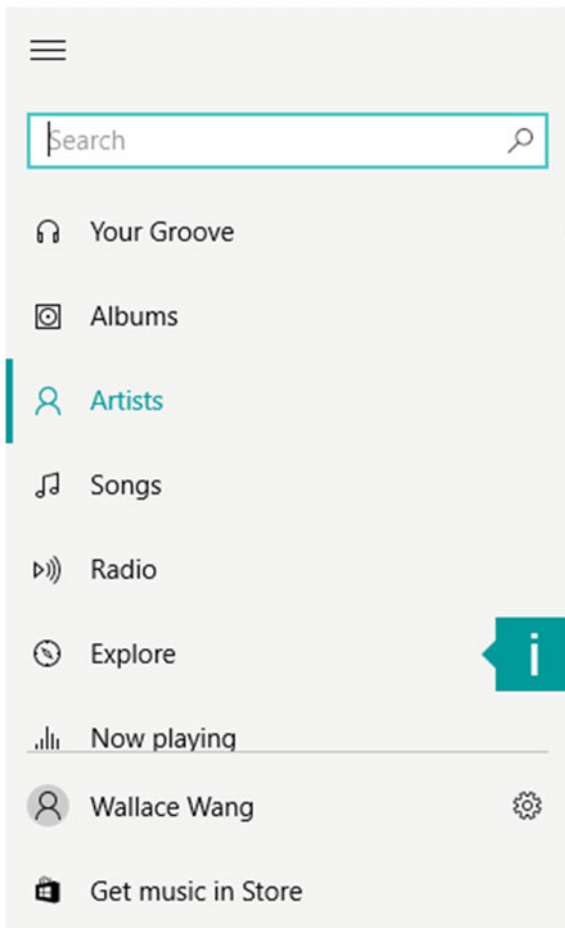 Search
Your Groove
Albums
Artists
Songs
Radio
Explore
i
Now playing
Wallace Wang
Get music in Store